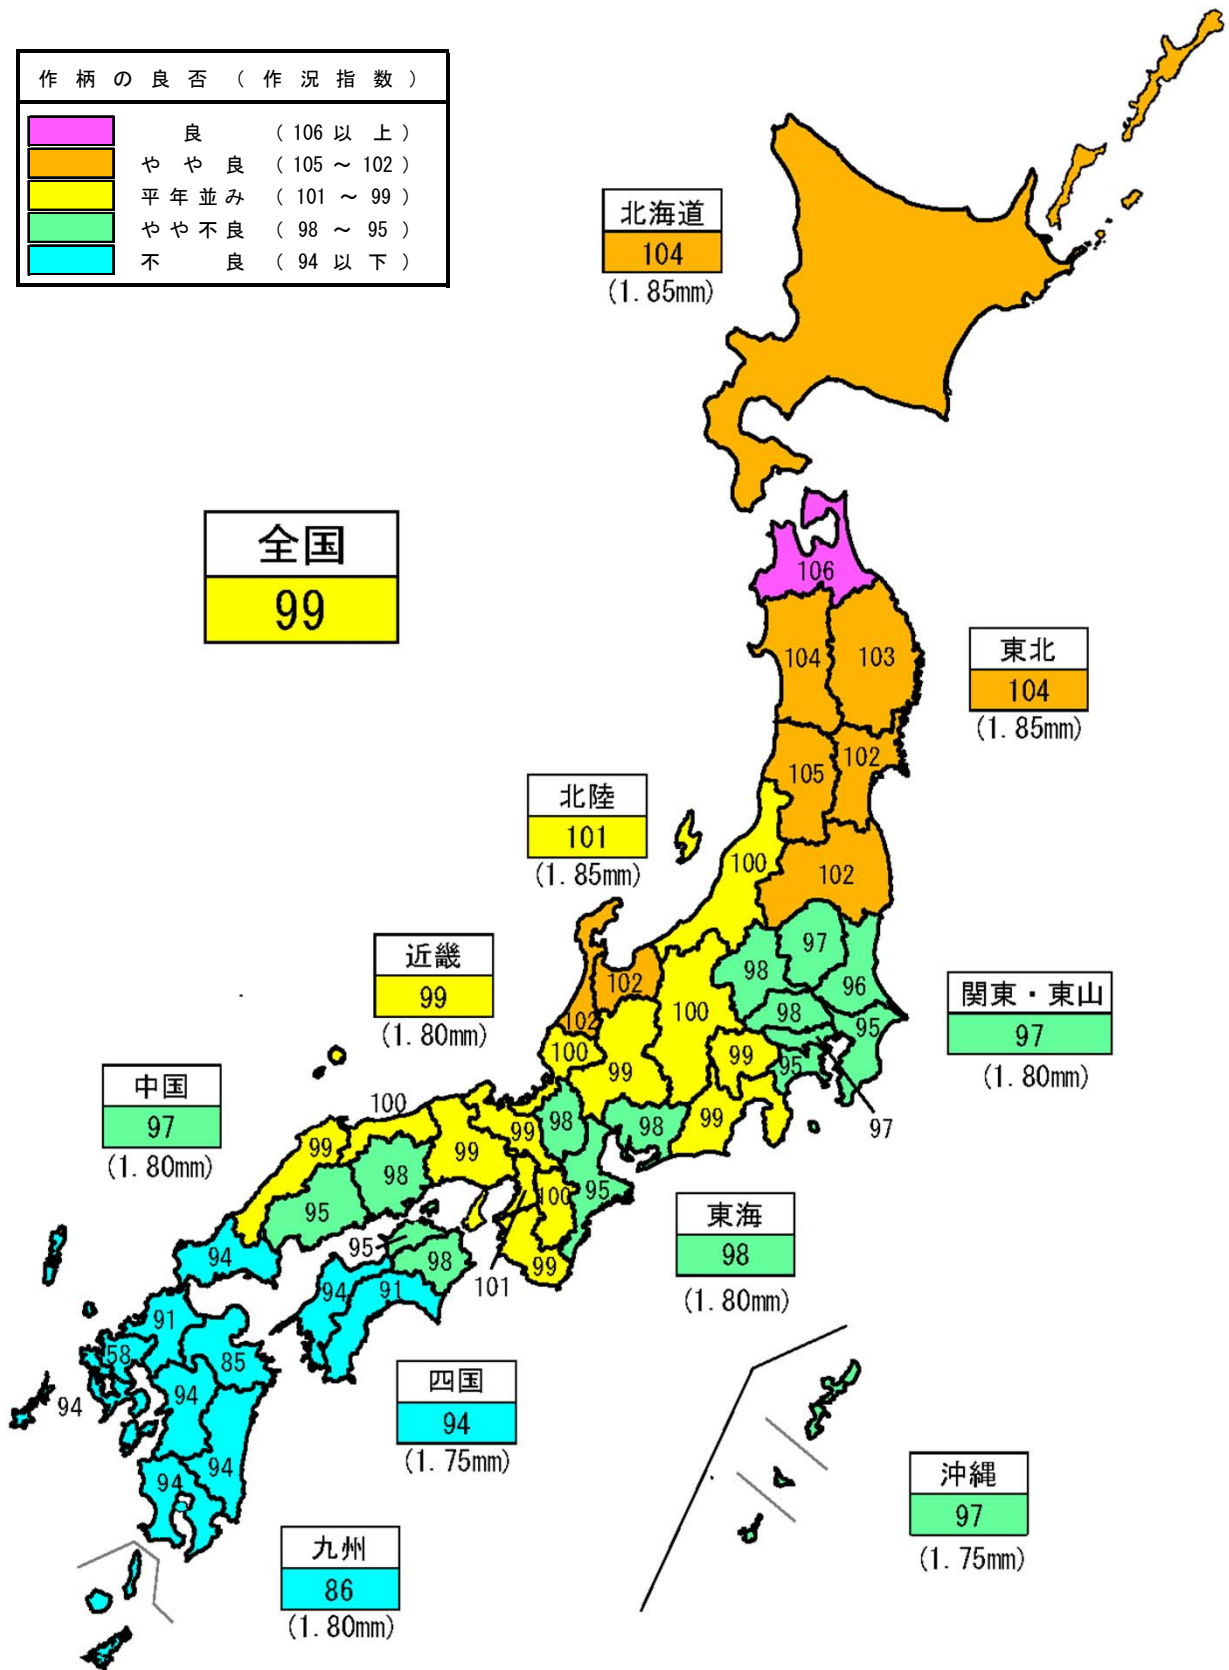 作柄の良否（作況指数）
良 （106以上）
やや良 （105～102）
平年並み （101～99）
やや不良 （98～95）
不良 （94以下）
北海道
104
(1.85mm)
全国
99
106
104
103
東北
104
(1.85mm)
105
102
北陸
101
(1.85mm)
100
102
近畿
99
(1.80mm)
102
102
100
98
97
96
98
95
関東・東山
97
(1.80mm)
100
99
99
95
97
中国
97
(1.80mm)
100
99
98
95
99
99
98
98
99
95
100
101
99
東海
98
(1.80mm)
94
95
98
94
91
91
58
85
94
94
94
94
四国
94
(1.75mm)
九州
86
(1.80mm)
沖縄
97
(1.75mm)